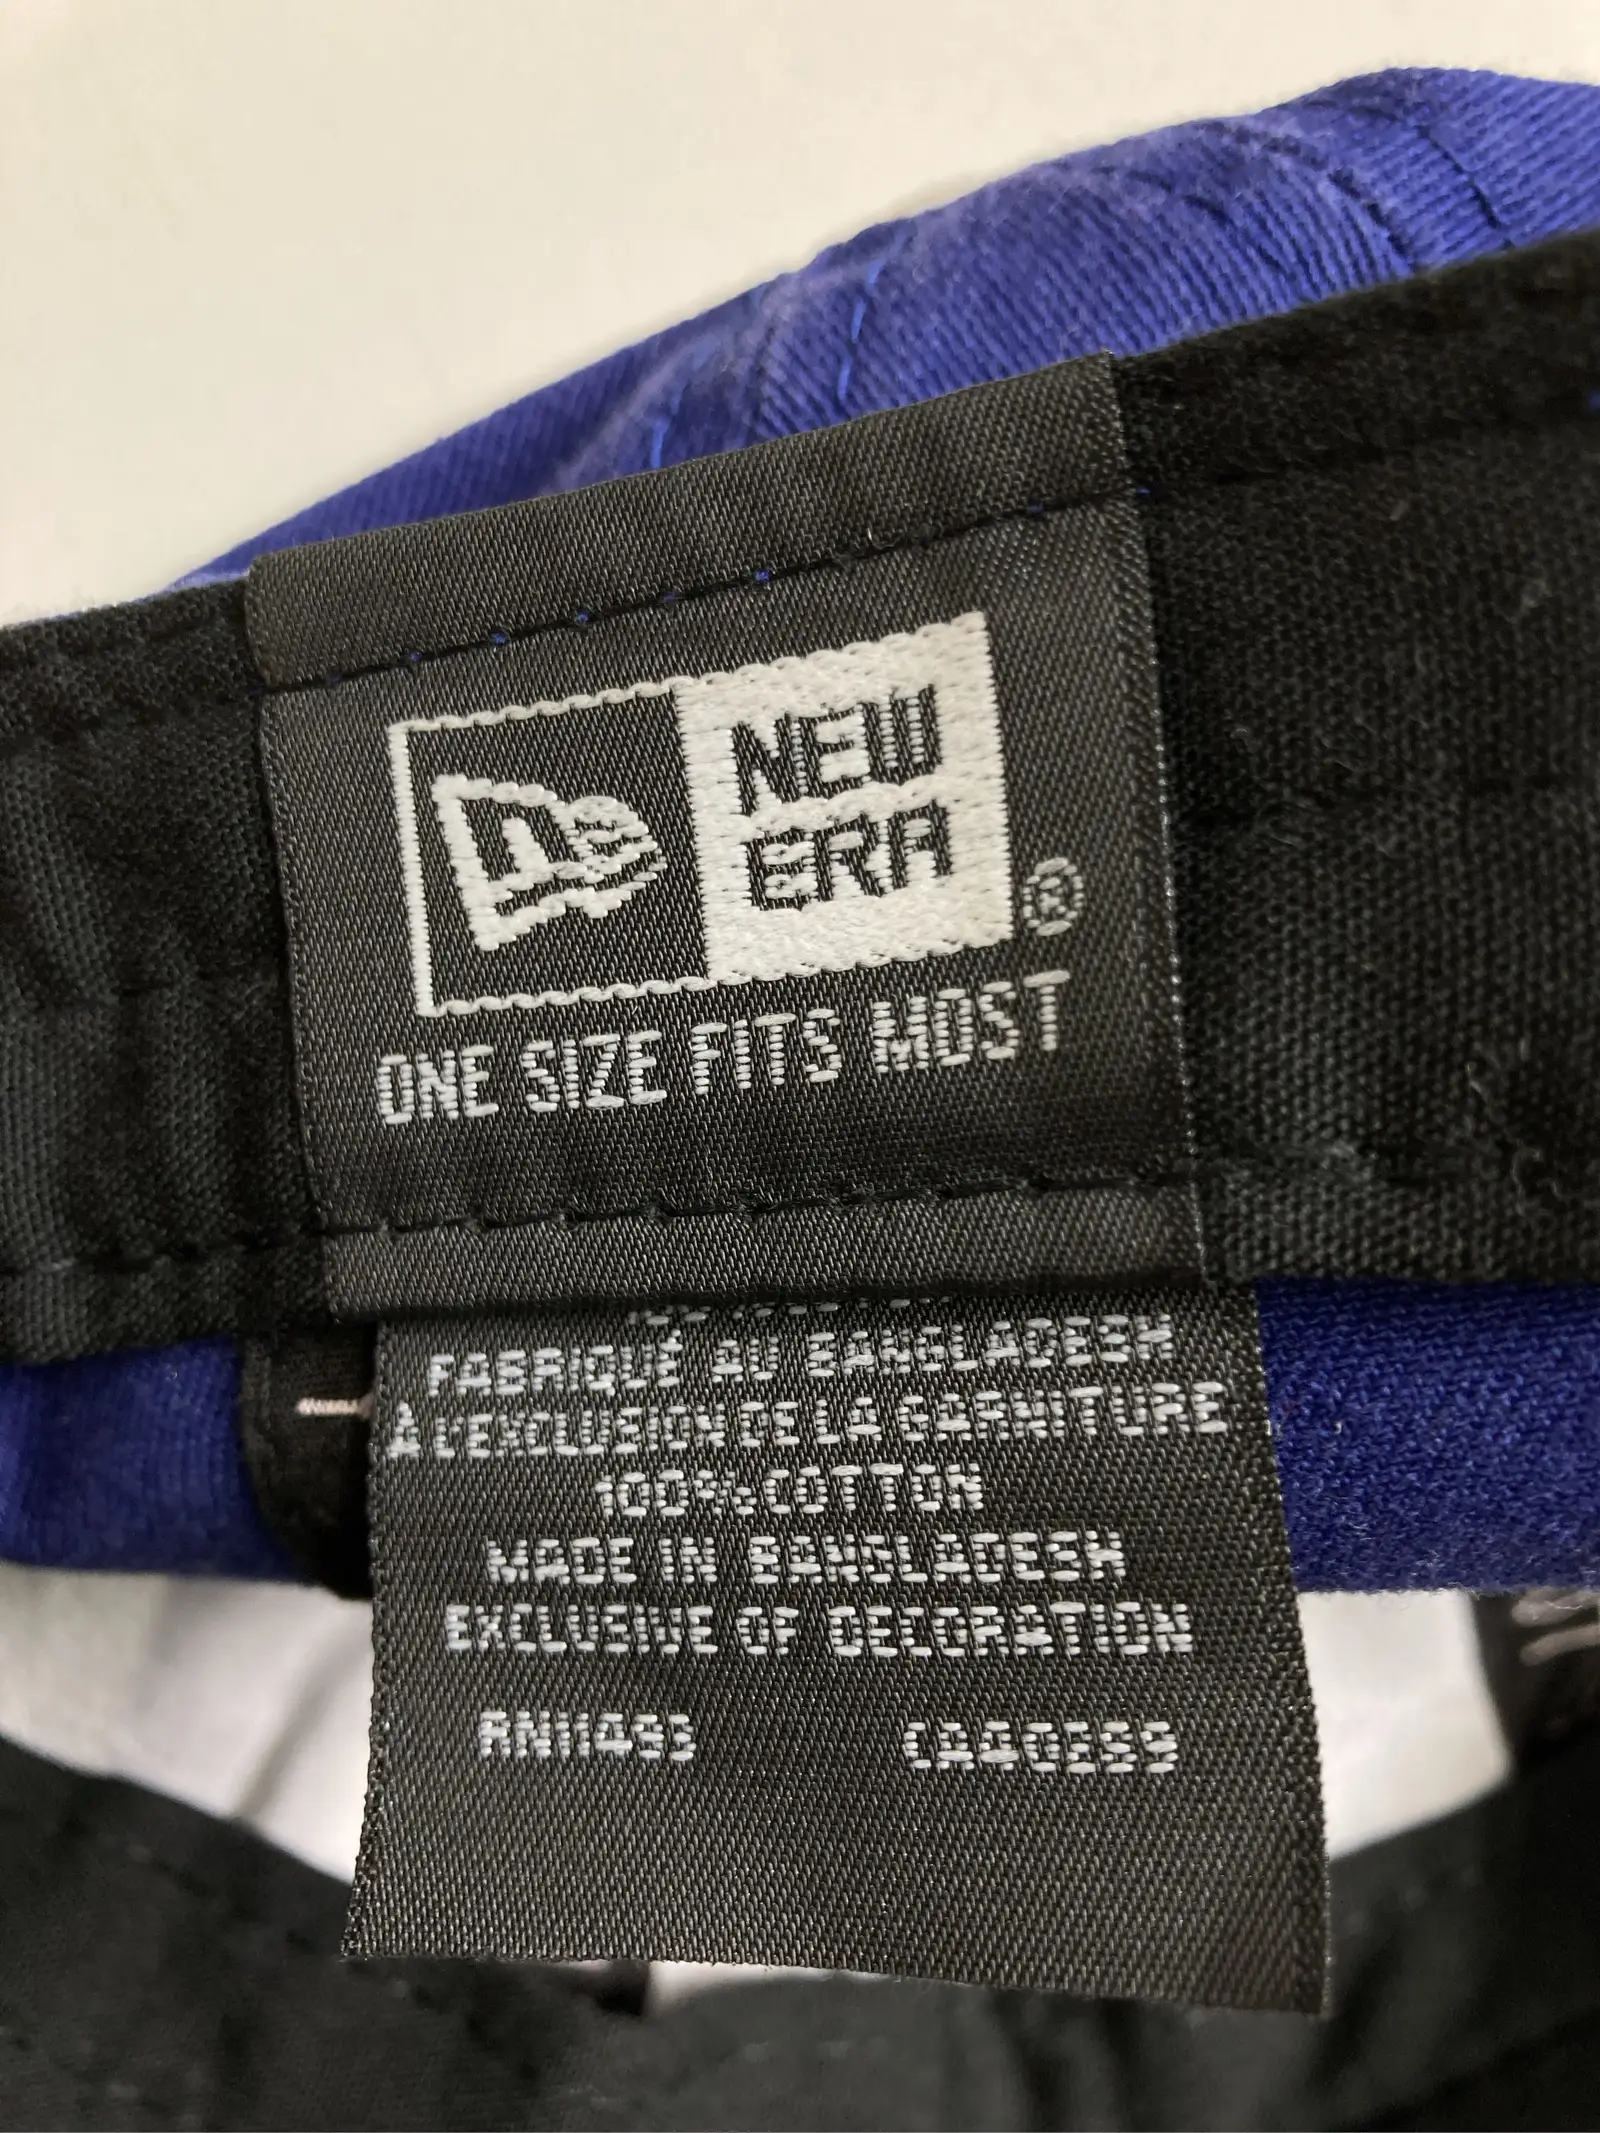 NEW
ERA
®
ONE SIZE FITS MOST
FABRIQUÉ AU BANGLADESH
À L'EXCLUSION DE LA GARNITURE
100% COTTON
MADE IN BANGLADESH
EXCLUSIVE OF DECORATION
RN11493 CA40555